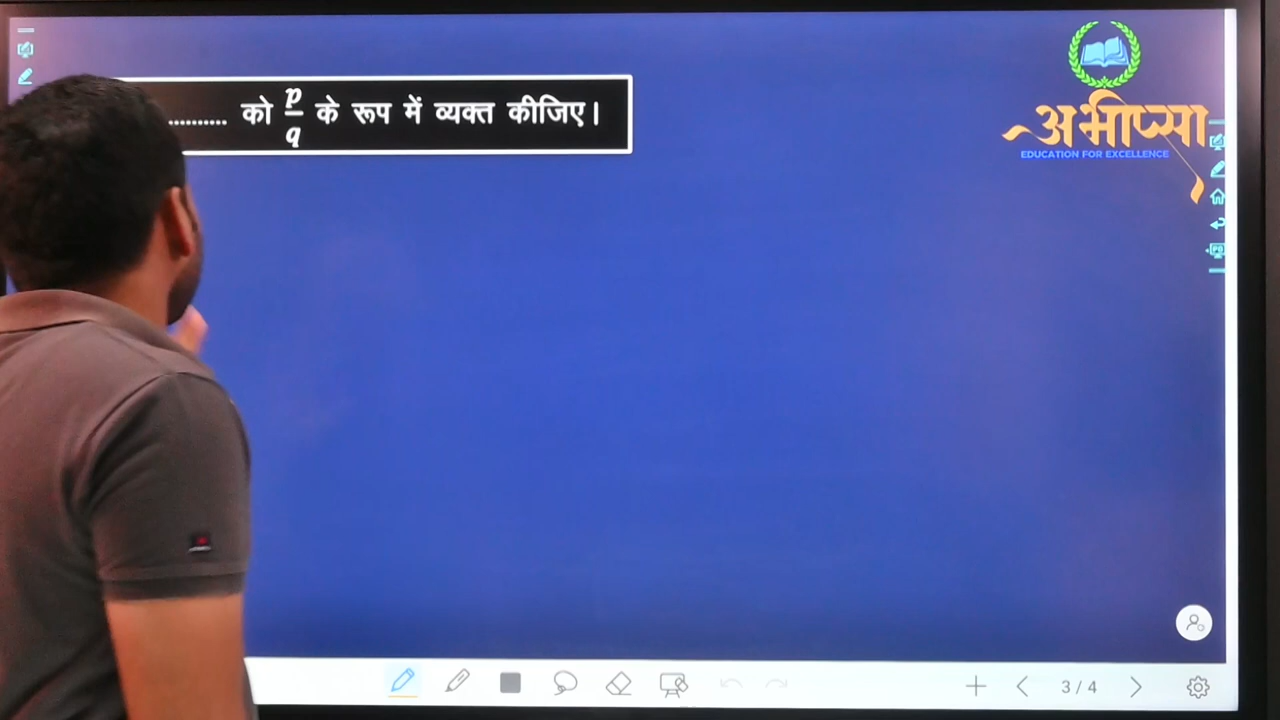 .......... को p/q के रूप में व्यक्त कीजिए।
अभीप्सा
EDUCATION FOR EXCELLENCE
3 / 4